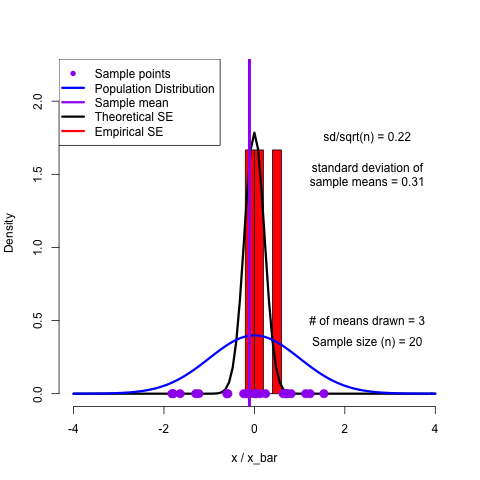 Sample points
Population Distribution
Sample mean
Theoretical SE
Empirical SE
sd/sqrt(n) = 0.22
standard deviation of
sample means = 0.31
# of means drawn = 3
Sample size (n) = 20
Density
0.0
0.5
1.0
1.5
2.0
-4
-2
0
2
4
x / x_bar